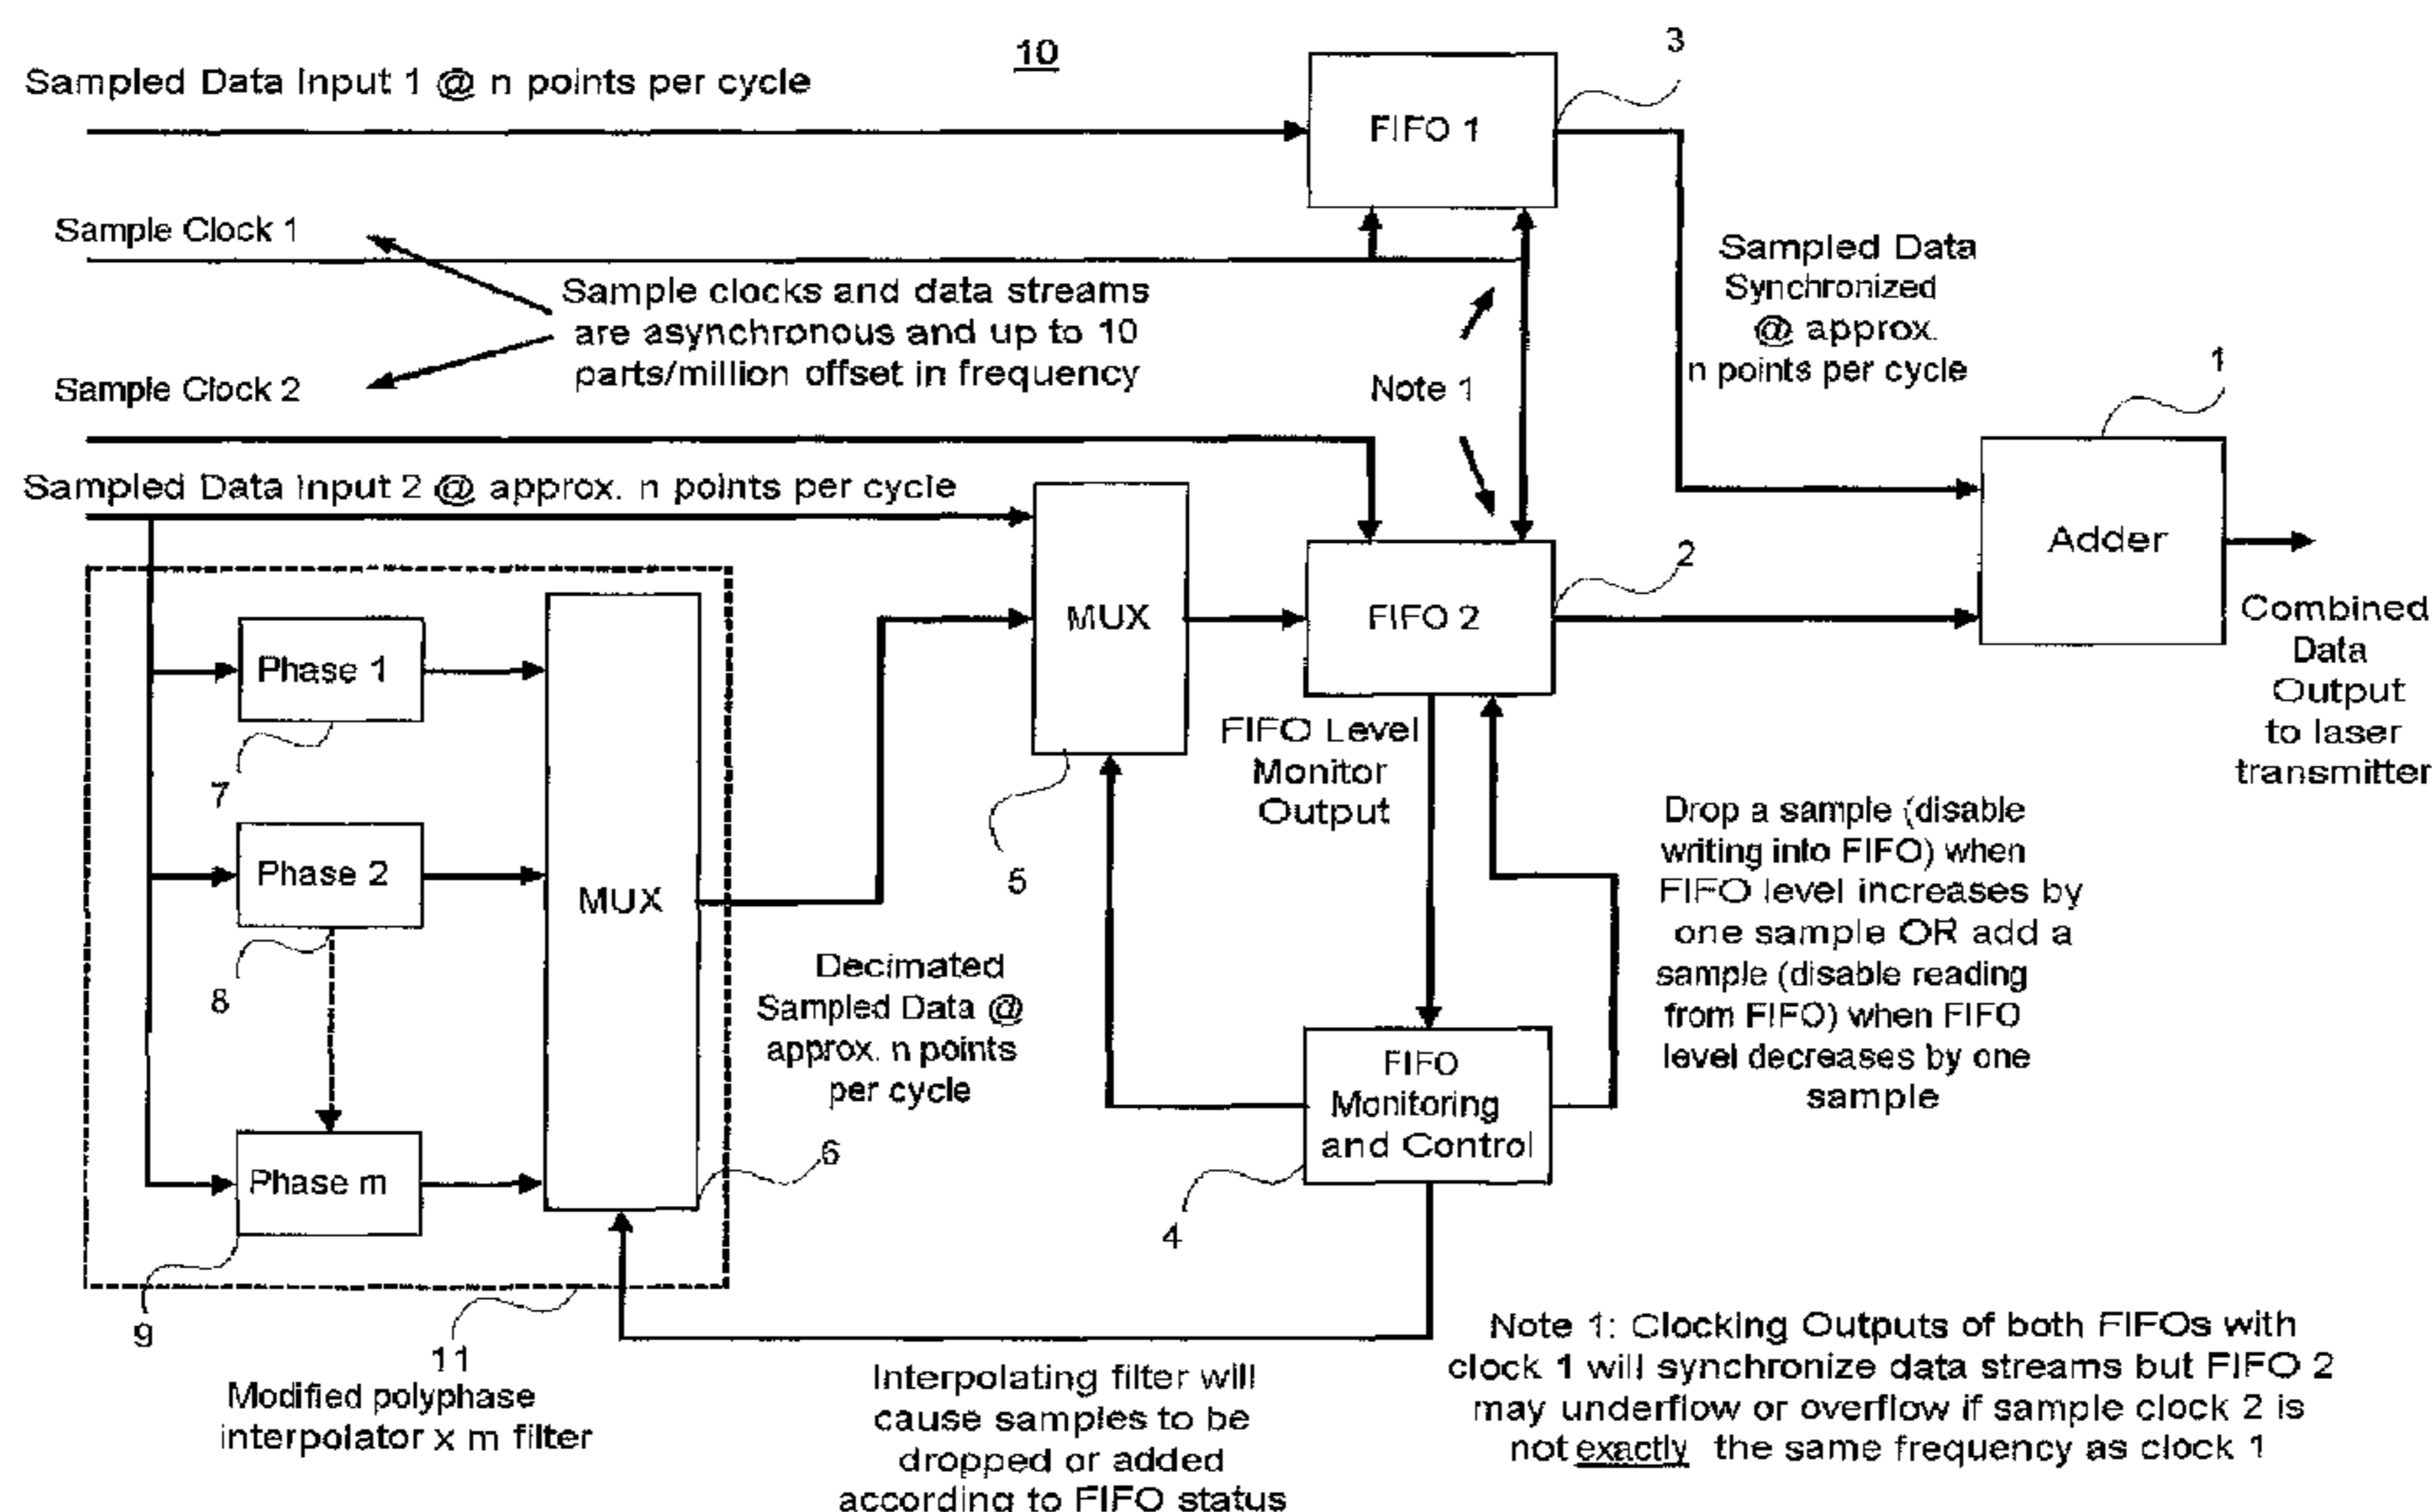 10
3
Sampled Data Input 1 @ n points per cycle
FIFO 1
Sample Clock 1
Sample clocks and data streams
are asynchronous and up to 10
parts/million offset in frequency
Sampled Data
Synchronized
@ approx.
n points per cycle
Sample Clock 2
Note 1
1
Sampled Data Input 2 @ approx. n points per cycle
MUX
FIFO 2
2
Adder
Combined
Data
Output
to laser
transmitter
Phase 1
7
Phase 2
8
Phase m
9
MUX
6
5
FIFO Level
Monitor
Output
Drop a sample (disable
writing into FIFO) when
FIFO level increases by
one sample OR add a
sample (disable reading
from FIFO) when FIFO
level decreases by one
sample
Decimated
Sampled Data @
approx. n points
per cycle
FIFO
Monitoring
and Control
4
11
Modified polyphase
interpolator x m filter
Interpolating filter will
cause samples to be
dropped or added
according to FIFO status
Note 1: Clocking Outputs of both FIFOs with
clock 1 will synchronize data streams but FIFO 2
may underflow or overflow if sample clock 2 is
not exactly the same frequency as clock 1